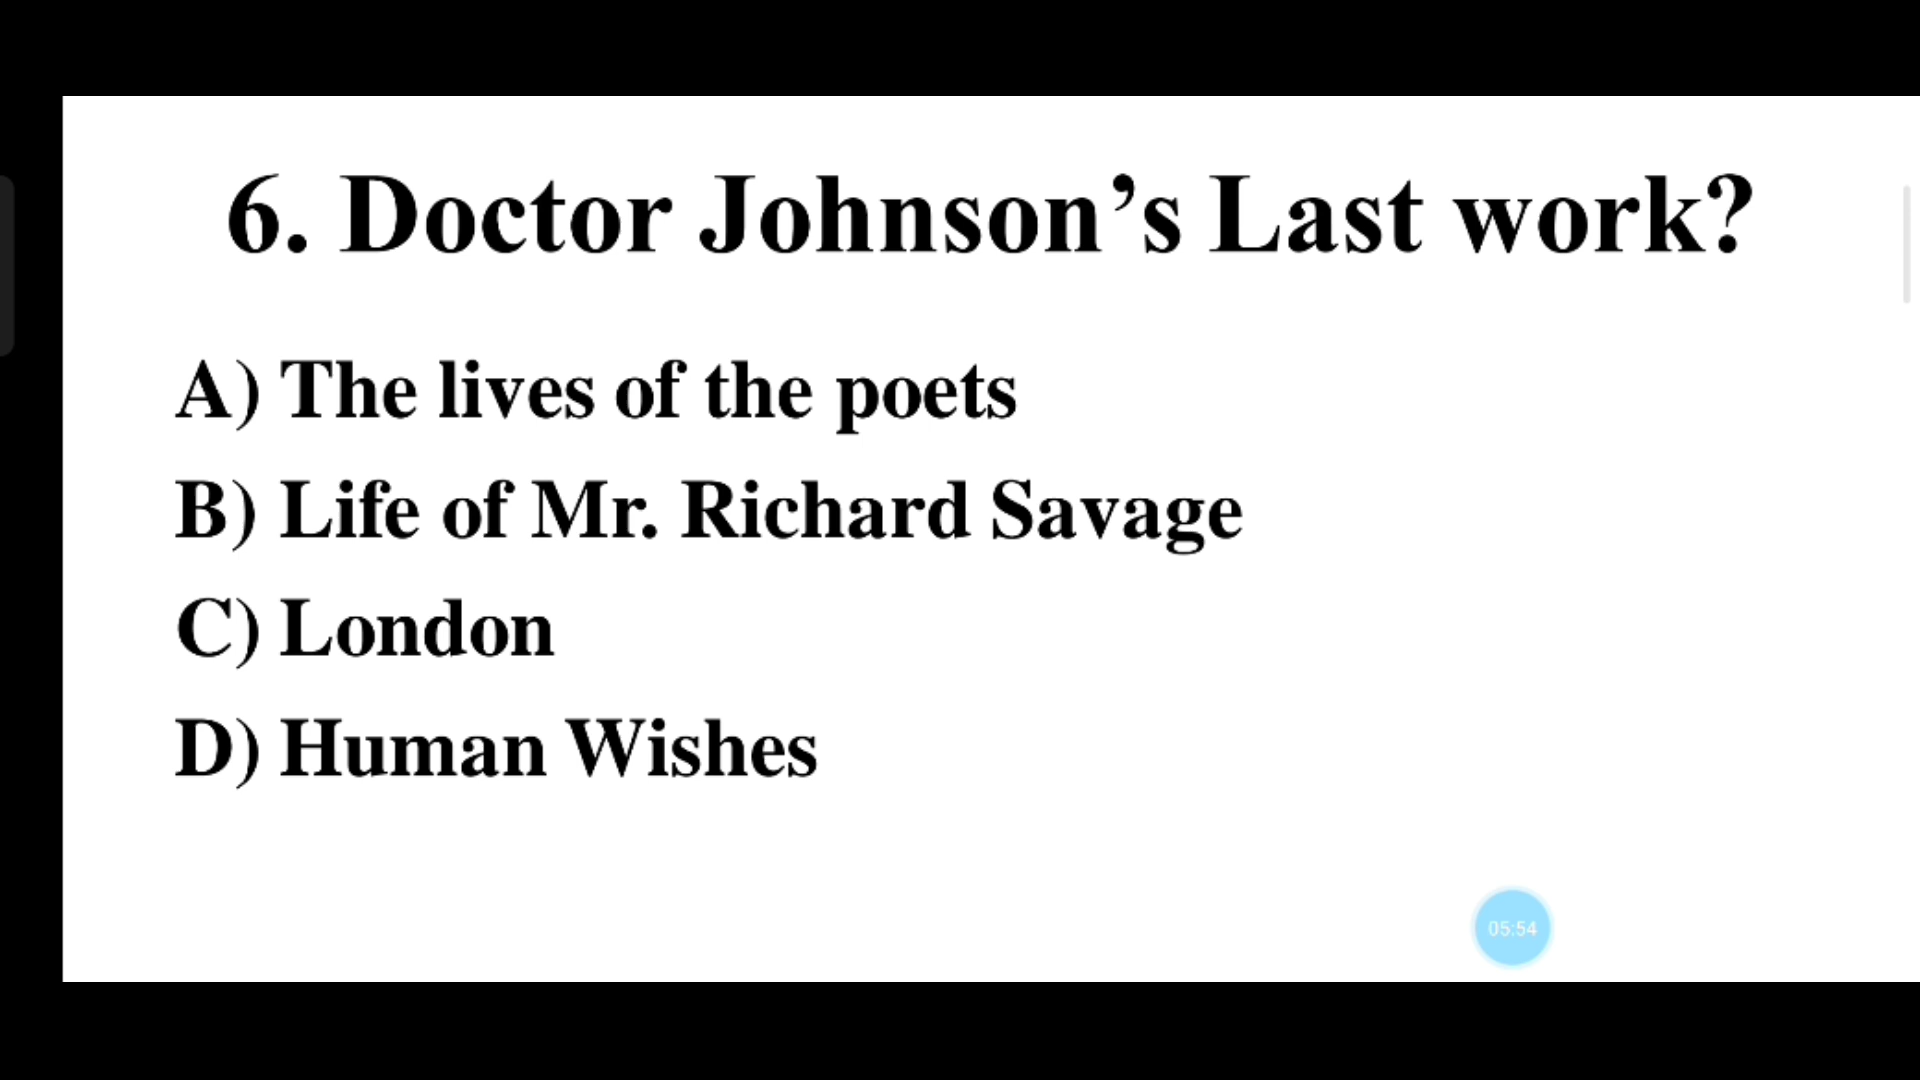 6. Doctor Johnson’s Last work?
A) The lives of the poets
B) Life of Mr. Richard Savage
C) London
D) Human Wishes
05:54